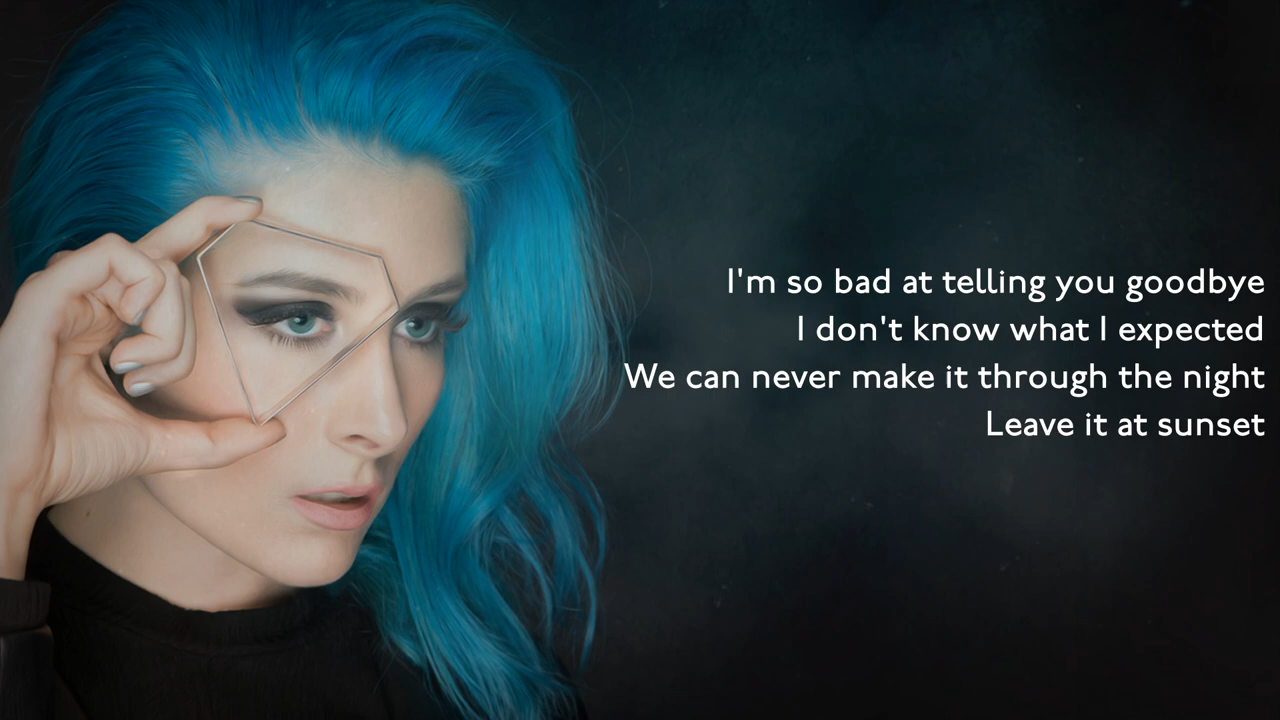 I'm so bad at telling you goodbye
I don't know what I expected
We can never make it through the night
Leave it at sunset